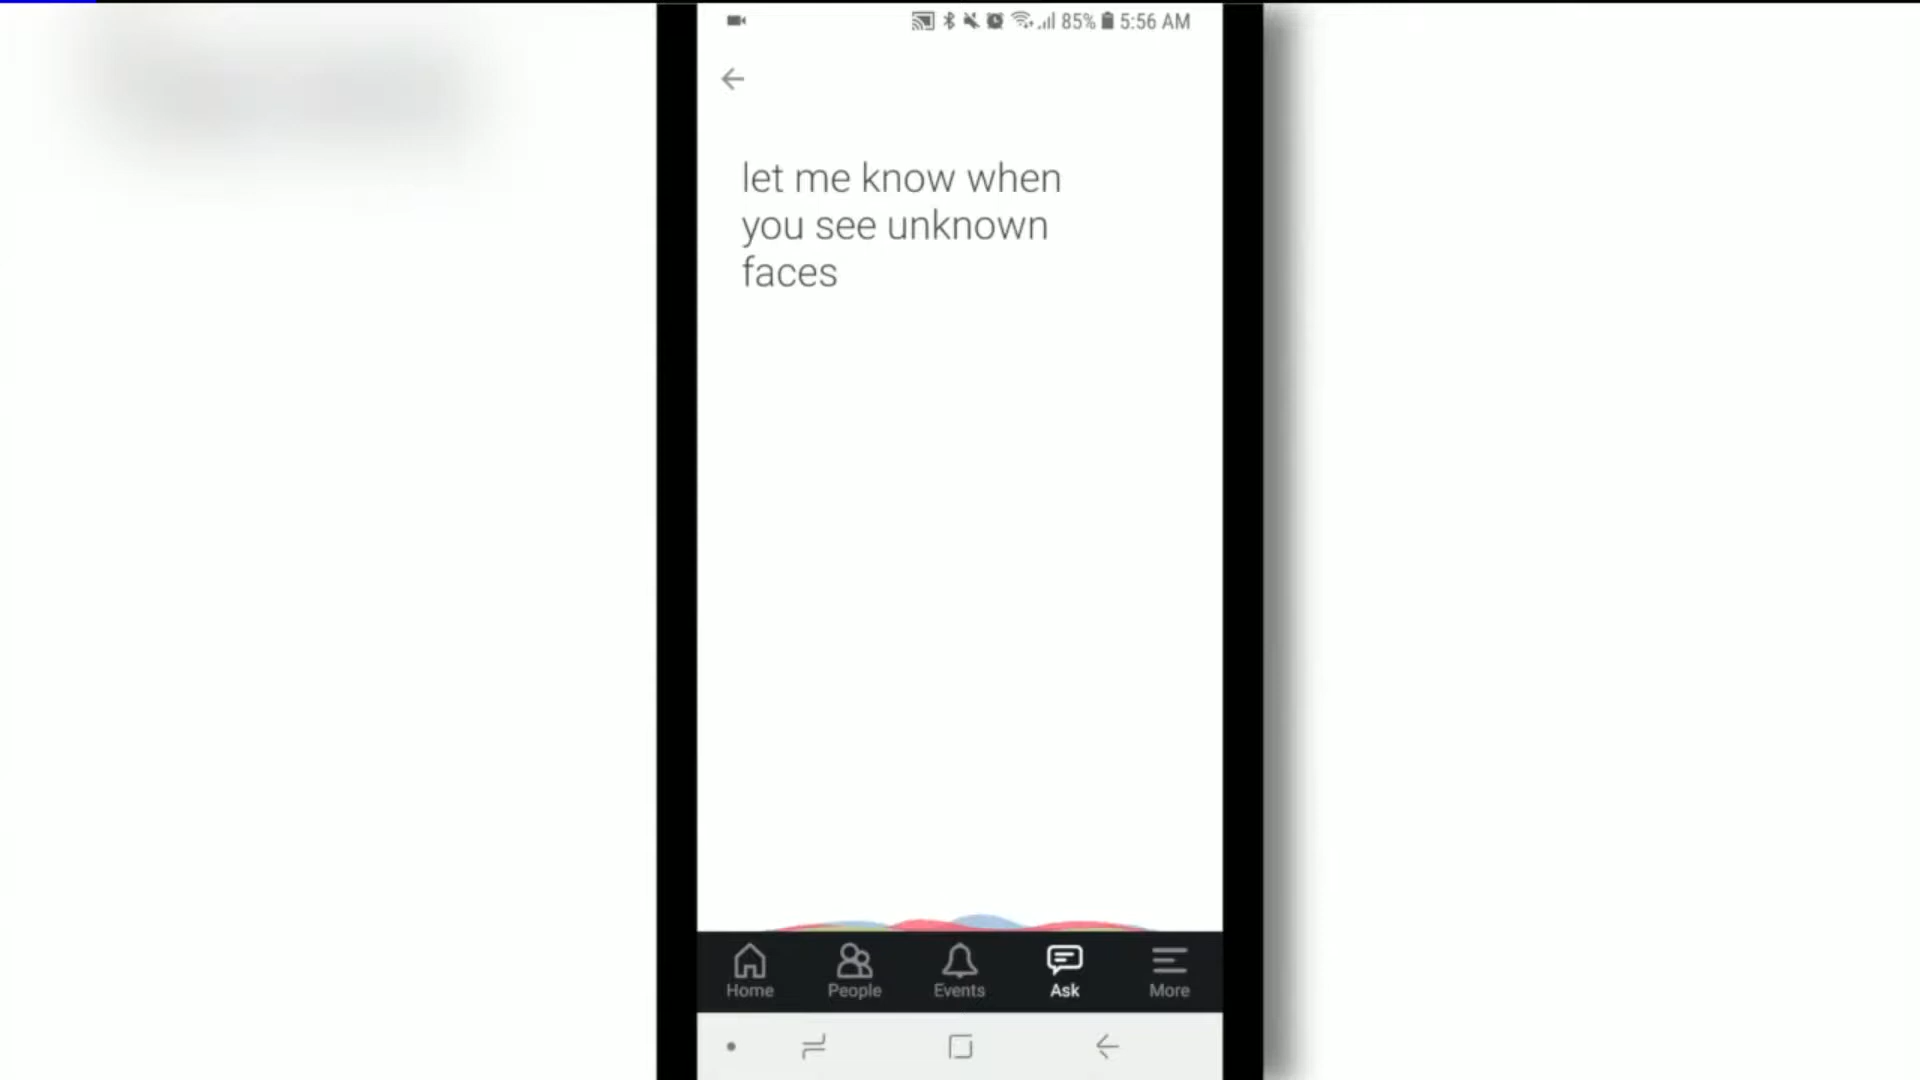 85% 5:56 AM
let me know when
you see unknown
faces
Home People Events Ask More